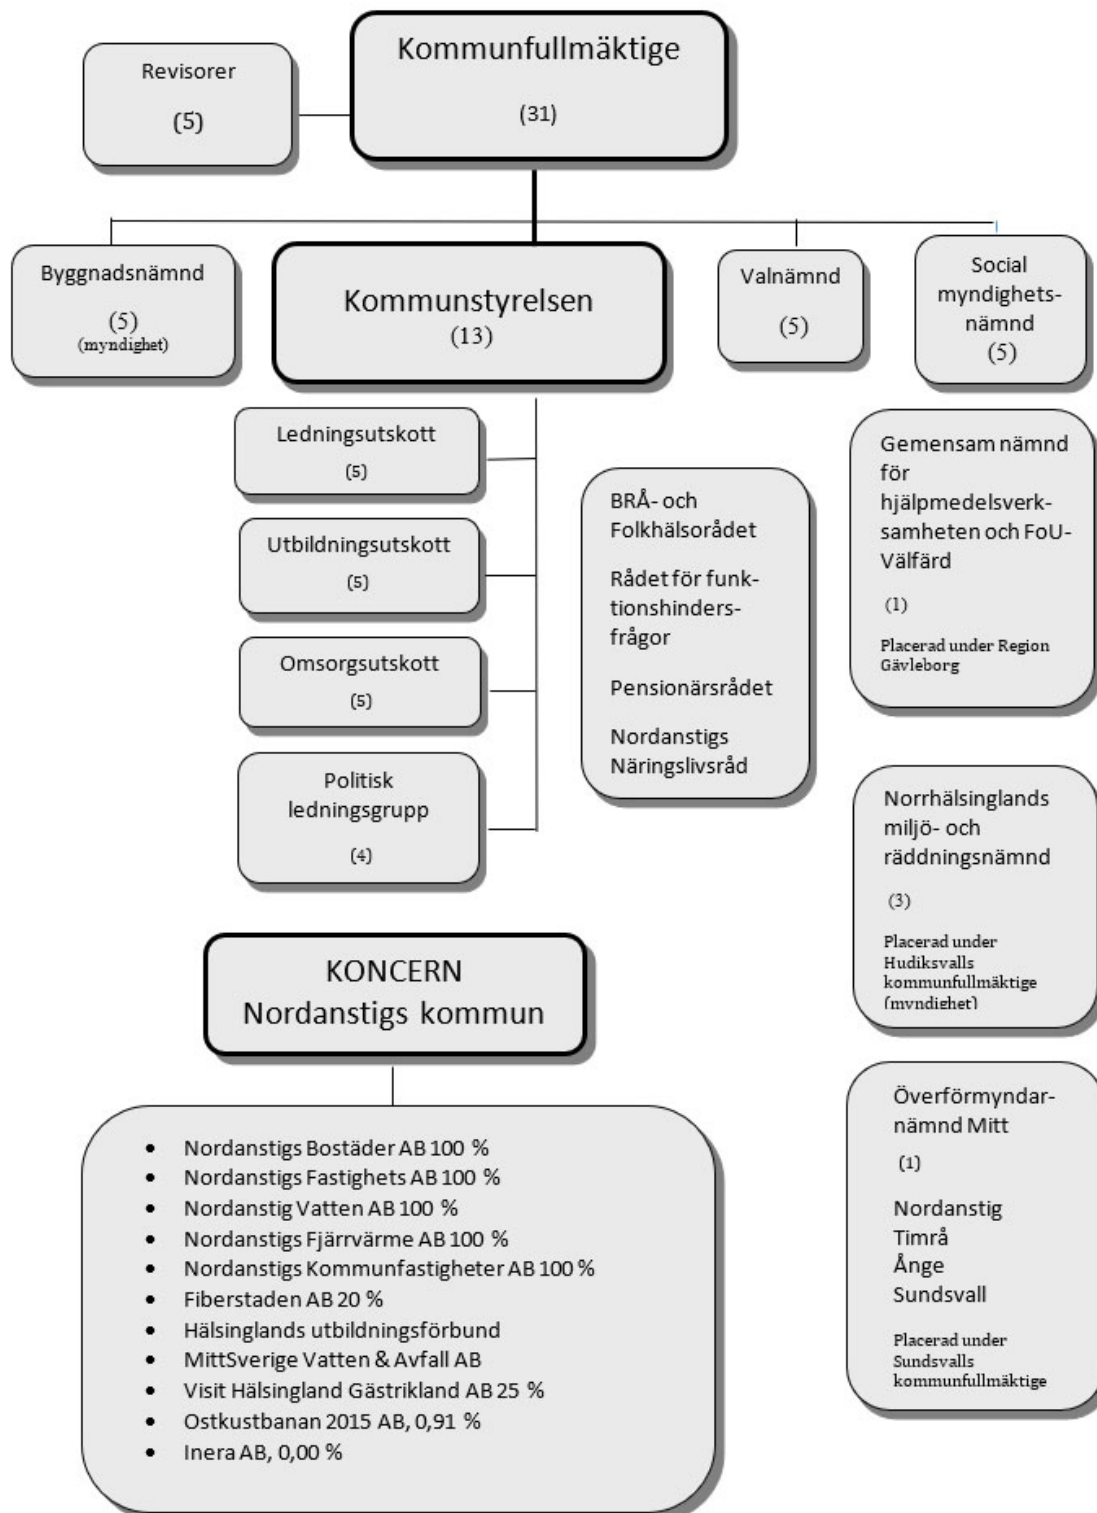 Kommunfullmäktige
(31)
Revisorer
(5)
Byggnadsnämnd
(5)
(myndighet)
Kommunstyrelsen
(13)
Valnämnd
(5)
Social
myndighets-
nämnd
(5)
Ledningsutskott
(5)
Utbildningsutskott
(5)
Omsorgsutskott
(5)
Politisk
ledningsgrupp
(4)
BRÅ- och
Folkhälsorådet
Rådet för funk-
tionshinders-
frågor
Pensionärsrådet
Nordanstigs
Näringslivsråd
Gemensam nämnd
för
hjälpmedelsverk-
samheten och FoU-
Välfärd
(1)
Placerad under Region
Gävleborg
Norrhälsinglands
miljö- och
räddningsnämnd
(3)
Placerad under
Hudiksvalls
kommunfullmäktige
(myndighet)
Överförmyndar-
nämnd Mitt
(1)
Nordanstig
Timrå
Ånge
Sundsvall
Placerad under
Sundsvalls
kommunfullmäktige
KONCERN
Nordanstigs kommun
• Nordanstigs Bostäder AB 100 %
• Nordanstigs Fastighets AB 100 %
• Nordanstig Vatten AB 100 %
• Nordanstigs Fjärrvärme AB 100 %
• Nordanstigs Kommunfastigheter AB 100 %
• Fiberstaden AB 20 %
• Hälsinglands utbildningsförbund
• MittSverige Vatten & Avfall AB
• Visit Hälsingland Gästrikland AB 25 %
• Ostkustbanan 2015 AB, 0,91 %
• Inera AB, 0,00 %